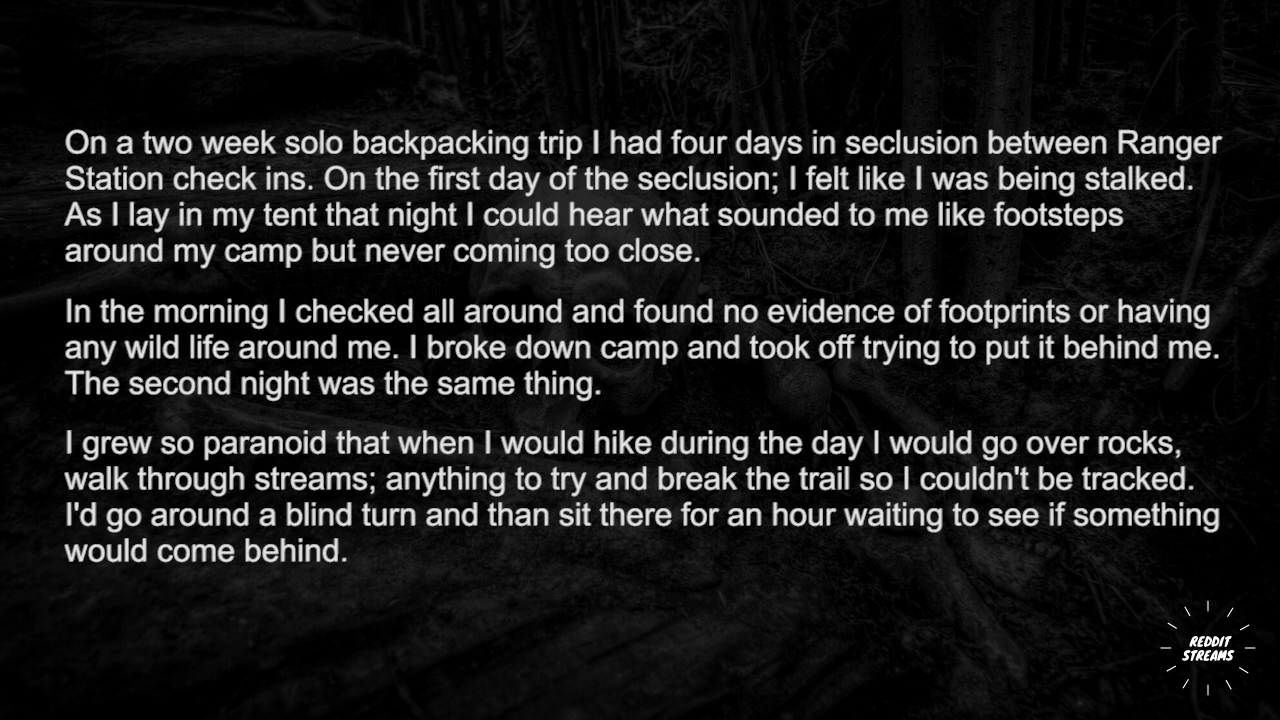 On a two week solo backpacking trip I had four days in seclusion between Ranger
Station check ins. On the first day of the seclusion; I felt like I was being stalked.
As I lay in my tent that night I could hear what sounded to me like footsteps
around my camp but never coming too close.
In the morning I checked all around and found no evidence of footprints or having
any wild life around me. I broke down camp and took off trying to put it behind me.
The second night was the same thing.
I grew so paranoid that when I would hike during the day I would go over rocks,
walk through streams; anything to try and break the trail so I couldn't be tracked.
I'd go around a blind turn and than sit there for an hour waiting to see if something
would come behind.
REDDIT
STREAMS